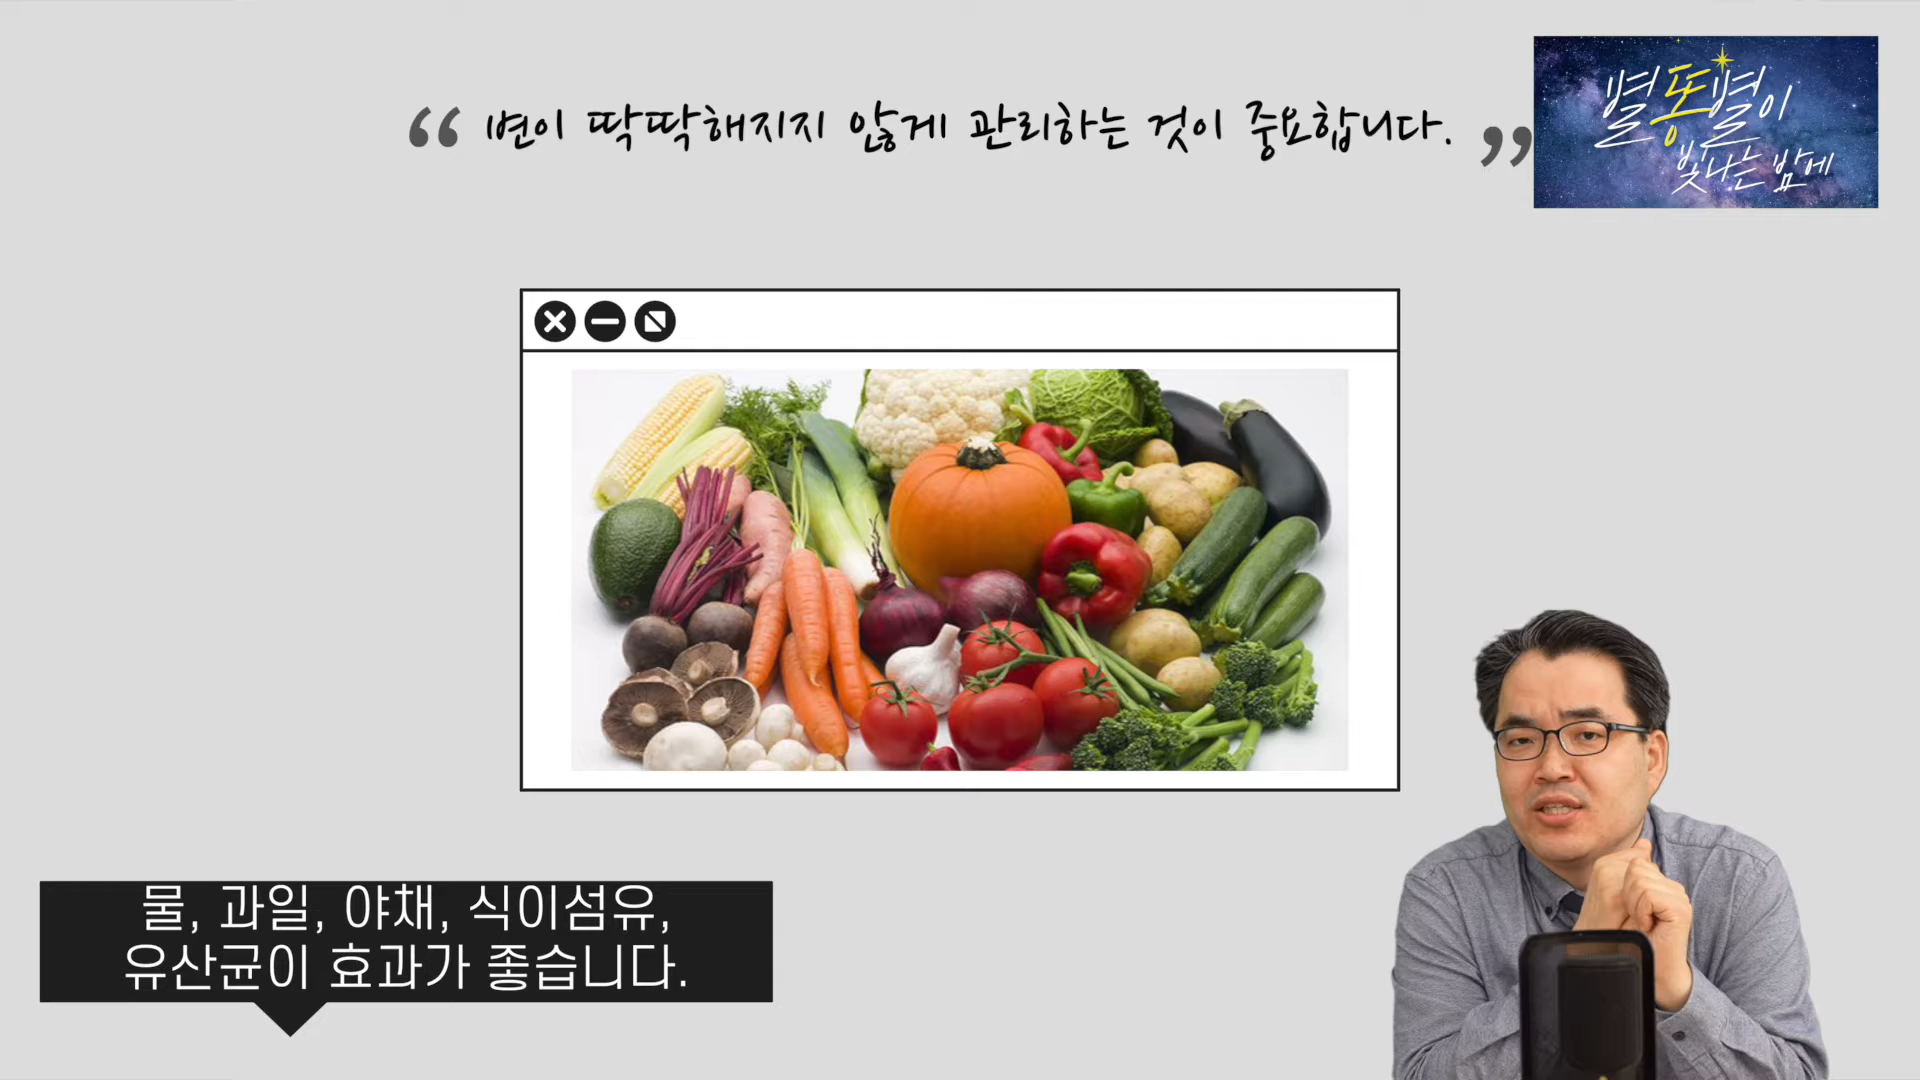 “ 변이 딱딱해지지 않게 관리하는 것이 중요합니다. ”
별똥별이
빛나는 밤에
물, 과일, 야채, 식이섬유,
유산균이 효과가 좋습니다.